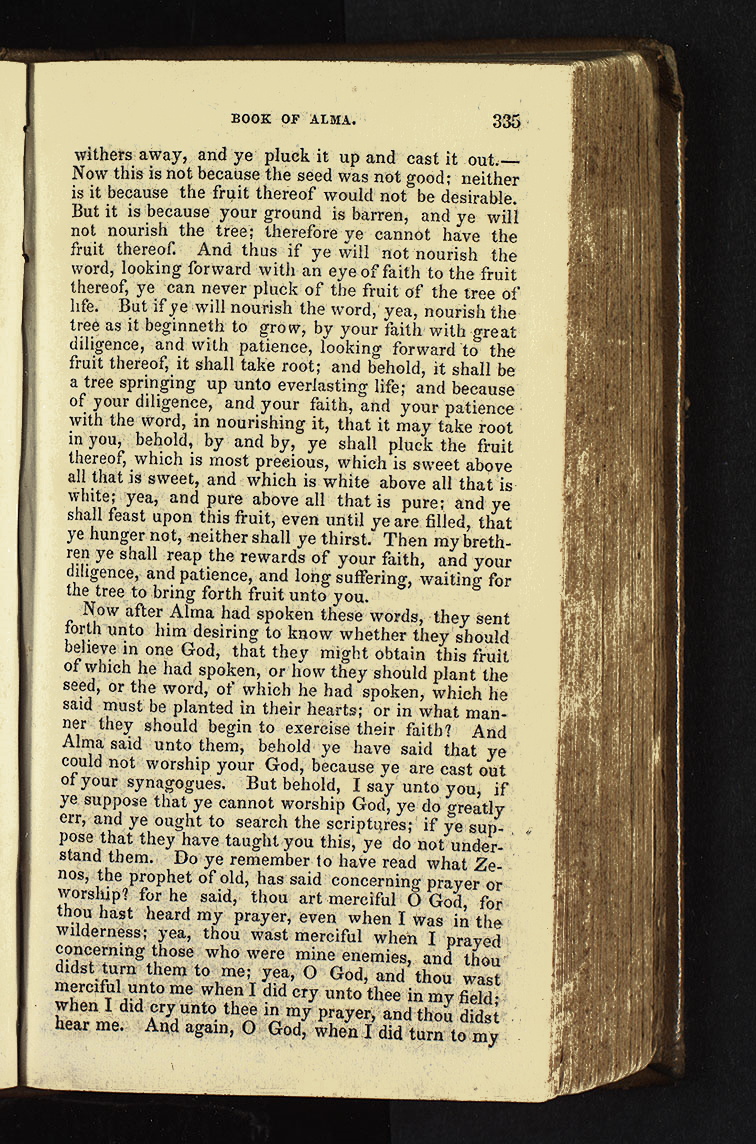 BOOK OF ALMA. 335
withers away, and ye pluck it up and cast it out.—
Now this is not because the seed was not good; neither
is it because the fruit thereof would not be desirable.
But it is because your ground is barren, and ye will
not nourish the tree; therefore ye cannot have the
fruit thereof. And thus if ye will not nourish the
word, looking forward with an eye of faith to the fruit
thereof, ye can never pluck of the fruit of the tree of
life. But if ye will nourish the word, yea, nourish the
tree as it beginneth to grow, by your faith with great
diligence, and with patience, looking forward to the
fruit thereof, it shall take root; and behold, it shall be
a tree springing up unto everlasting life; and because
of your diligence, and your faith, and your patience
with the word, in nourishing it, that it may take root
in you, behold, by and by, ye shall pluck the fruit
thereof, which is most precious, which is sweet above
all that is sweet, and which is white above all that is
white; yea, and pure above all that is pure; and ye
shall feast upon this fruit, even until ye are filled, that
ye hunger not, neither shall ye thirst. Then my breth-
ren ye shall reap the rewards of your faith, and your
diligence, and patience, and long suffering, waiting for
the tree to bring forth fruit unto you.
Now after Alma had spoken these words, they sent
forth unto him desiring to know whether they should
believe in one God, that they might obtain this fruit
of which he had spoken, or how they should plant the
seed, or the word, of which he had spoken, which he
said must be planted in their hearts; or in what man-
ner they should begin to exercise their faith? And
Alma said unto them, behold ye have said that ye
could not worship your God, because ye are cast out
of your synagogues. But behold, I say unto you, if
ye suppose that ye cannot worship God, ye do greatly
err, and ye ought to search the scriptures; if ye sup-
pose that they have taught you this, ye do not under-
stand them. Do ye remember to have read what Ze-
nos, the prophet of old, has said concerning prayer or
worship? for he said, thou art merciful O God, for
thou hast heard my prayer, even when I was in the
wilderness; yea, thou wast merciful when I prayed
concerning those who were mine enemies, and thou
didst turn them to me; yea, O God, and thou wast
merciful unto me when I did cry unto thee in my field;
when I did cry unto thee in my prayer, and thou didst
hear me. And again, O God, when I did turn to my